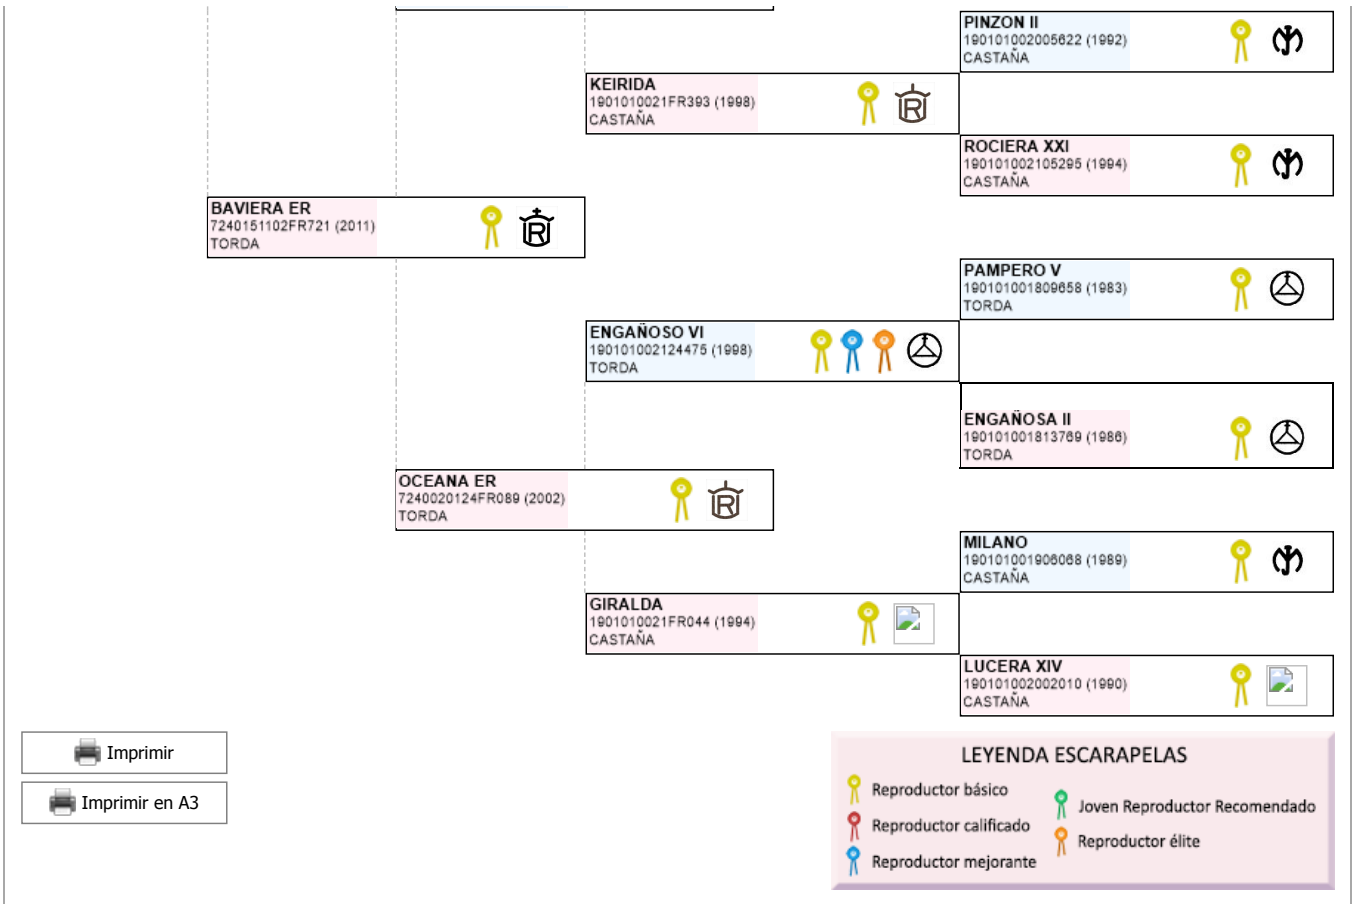 PINZON II
190101002005622 (1992)
CASTAÑA
KEIRIDA
1901010021FR393 (1998)
CASTAÑA
ROCIERA XXI
190101002105295 (1994)
CASTAÑA
BAVIERA ER
7240151102FR721 (2011)
TORDA
PAMPERO V
190101001809658 (1983)
TORDA
ENGAÑOSO VI
190101002124475 (1998)
TORDA
ENGAÑOSA II
190101001813769 (1986)
TORDA
OCEANA ER
7240020124FR089 (2002)
TORDA
MILANO
190101001906068 (1989)
CASTAÑA
GIRALDA
1901010021FR044 (1994)
CASTAÑA
LUCERA XIV
190101002002010 (1990)
CASTAÑA
Imprimir
Imprimir en A3
LEYENDA ESCARAPELAS
Reproductor básico
Reproductor calificado
Reproductor mejorante
Joven Reproductor Recomendado
Reproductor élite